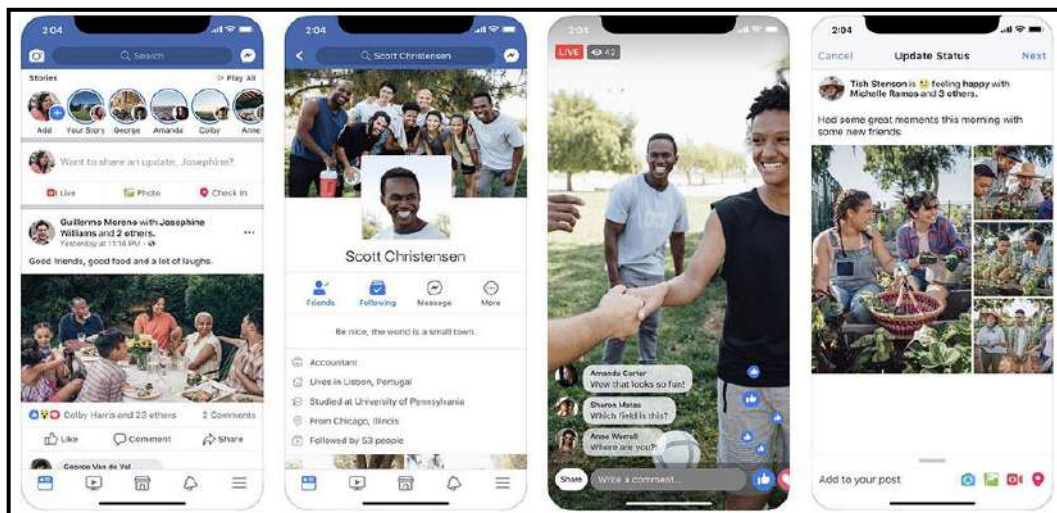 2:04
Search
Stories
Play All
Add
Your Story
George
Amanda
Colby
Anne
Want to share an update, Josephine?
Live
Photo
Check In
Guillermo Moreno with Josephine
Williams and 2 others.
Yesterday at 11:14 PM
Good friends, good food and a lot of laughs.
Colby Harris and 23 others
2 Comments
Like
Comment
Share
2:04
Scott Christensen
Scott Christensen
Friends
Following
Message
More
Be nice, the world is a small town.
Accountant
Lives in Lisbon, Portugal
Studied at University of Pennsylvania
From Chicago, Illinois
Followed by 53 people
2:04
LIVE
42
Amanda Carter
Wow that looks so fun!
Sharon Matos
Which field is this?
Anne Worrell
Where are you?!
Share
Write a comment...
2:04
Cancel
Update Status
Next
Tish Stenson is feeling happy with
Michelle Ramos and 3 others.
Had some great moments this morning with
some new friends
Add to your post